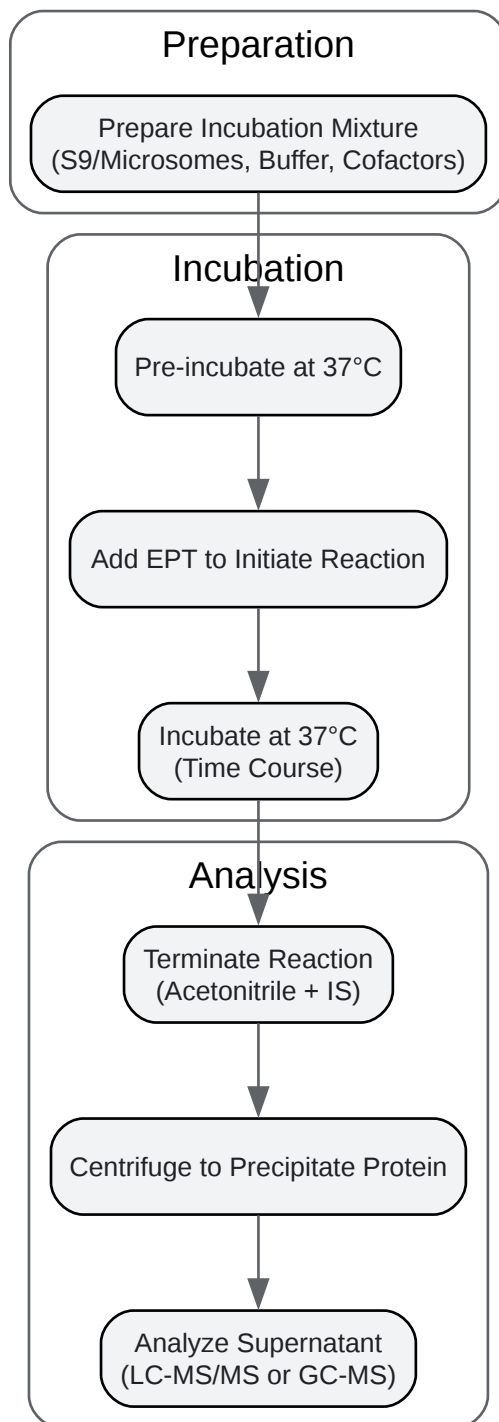 Preparation
Prepare Incubation Mixture
(S9/Microsomes, Buffer, Cofactors)
Incubation
Pre-incubate at 37°C
Add EPT to Initiate Reaction
Incubate at 37°C
(Time Course)
Analysis
Terminate Reaction
(Acetonitrile + IS)
Centrifuge to Precipitate Protein
Analyze Supernatant
(LC-MS/MS or GC-MS)